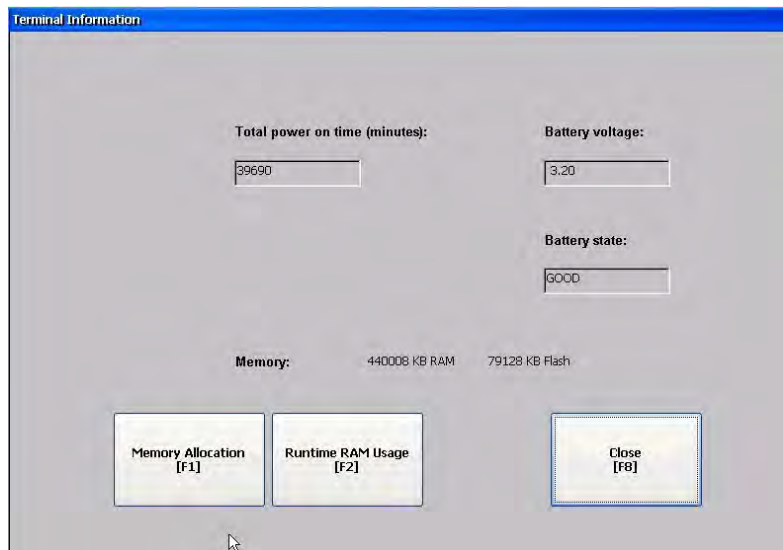 Terminal Information
Total power on time (minutes): Battery voltage:
39690 3.20
Battery state:
GOOD
Memory: 440008 KB RAM 79128 KB Flash
Memory Allocation Runtime RAM Usage Close
[F1] [F2] [F8]